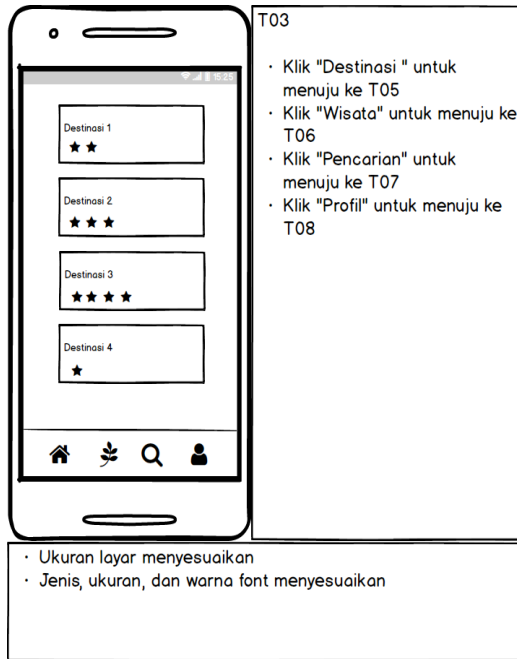 15:25
Destinasi 1
Destinasi 2
Destinasi 3
Destinasi 4
T03
· Klik "Destinasi " untuk
menuju ke T05
· Klik "Wisata" untuk menuju ke
T06
· Klik "Pencarian" untuk
menuju ke T07
· Klik "Profil" untuk menuju ke
T08
· Ukuran layar menyesuaikan
· Jenis, ukuran, dan warna font menyesuaikan